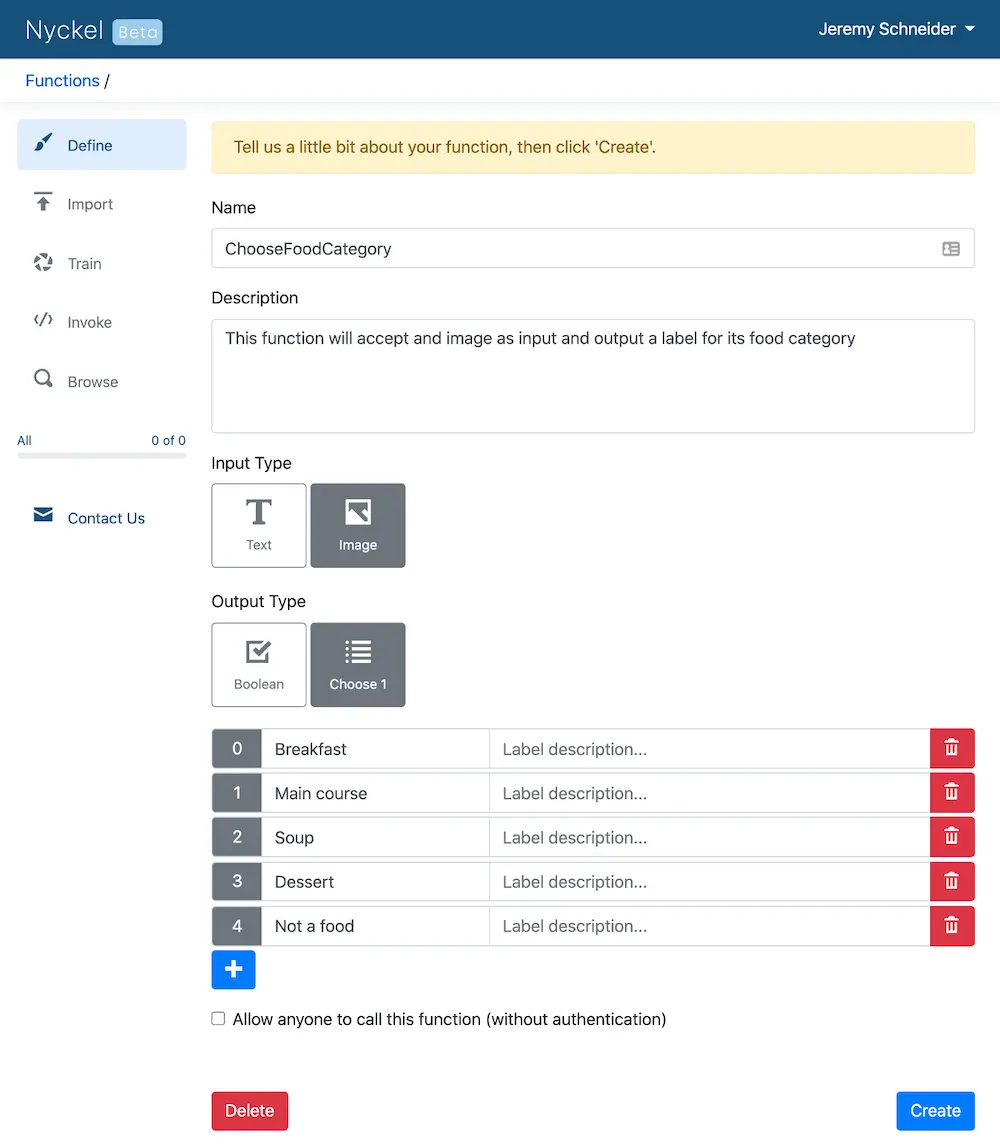 Nyckel Beta
Jeremy Schneider
Functions /
Define
Import
Train
Invoke
Browse
All 0 of 0
Contact Us
Tell us a little bit about your function, then click 'Create'.
Name
ChooseFoodCategory
Description
This function will accept and image as input and output a label for its food category
Input Type
Text
Image
Output Type
Boolean
Choose 1
0 Breakfast Label description...
1 Main course Label description...
2 Soup Label description...
3 Dessert Label description...
4 Not a food Label description...
+
Allow anyone to call this function (without authentication)
Delete
Create